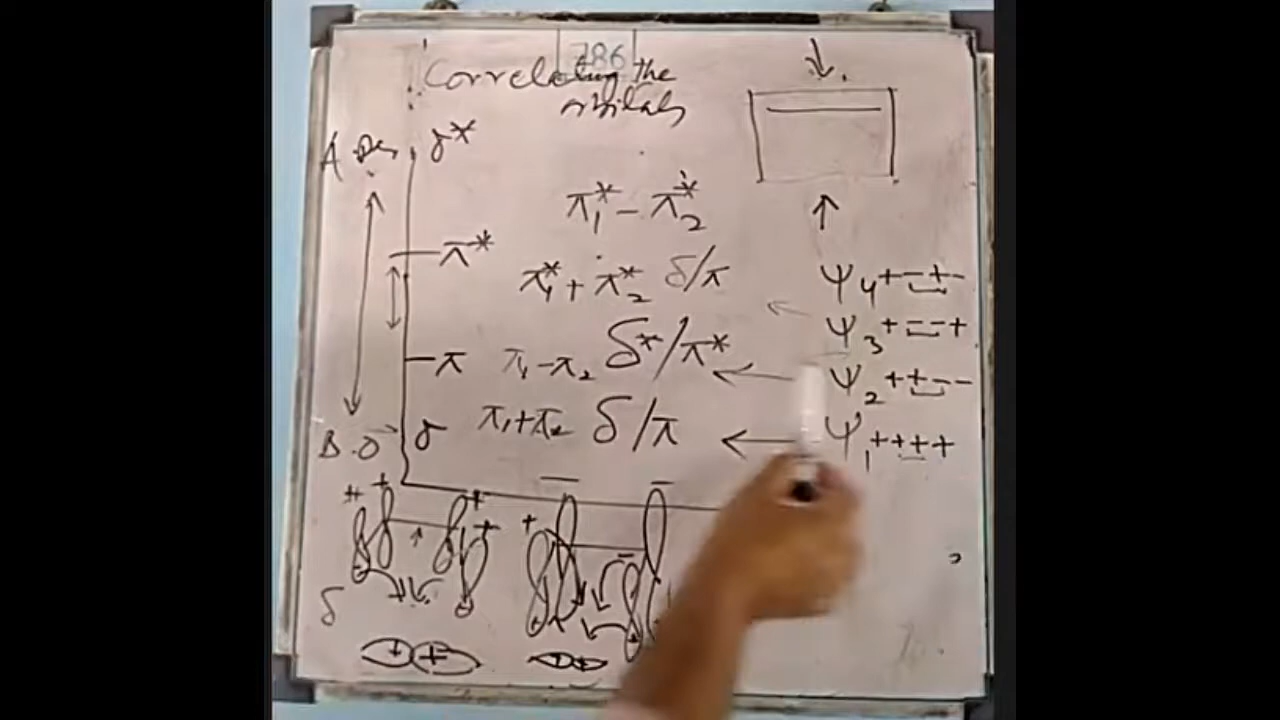 786
Correlating the
orbitals
δ*
π₁* - π₂*
π*
π₁* + π₂* δ/π
ψ₄ + - + -
ψ₃ + - - +
π π₁-π₂ δ*/π*
ψ₂ + + - -
B.O δ π₁+π₂ δ/π
ψ₁ + + + +
++ + + + + - - -
δ
+ + - +